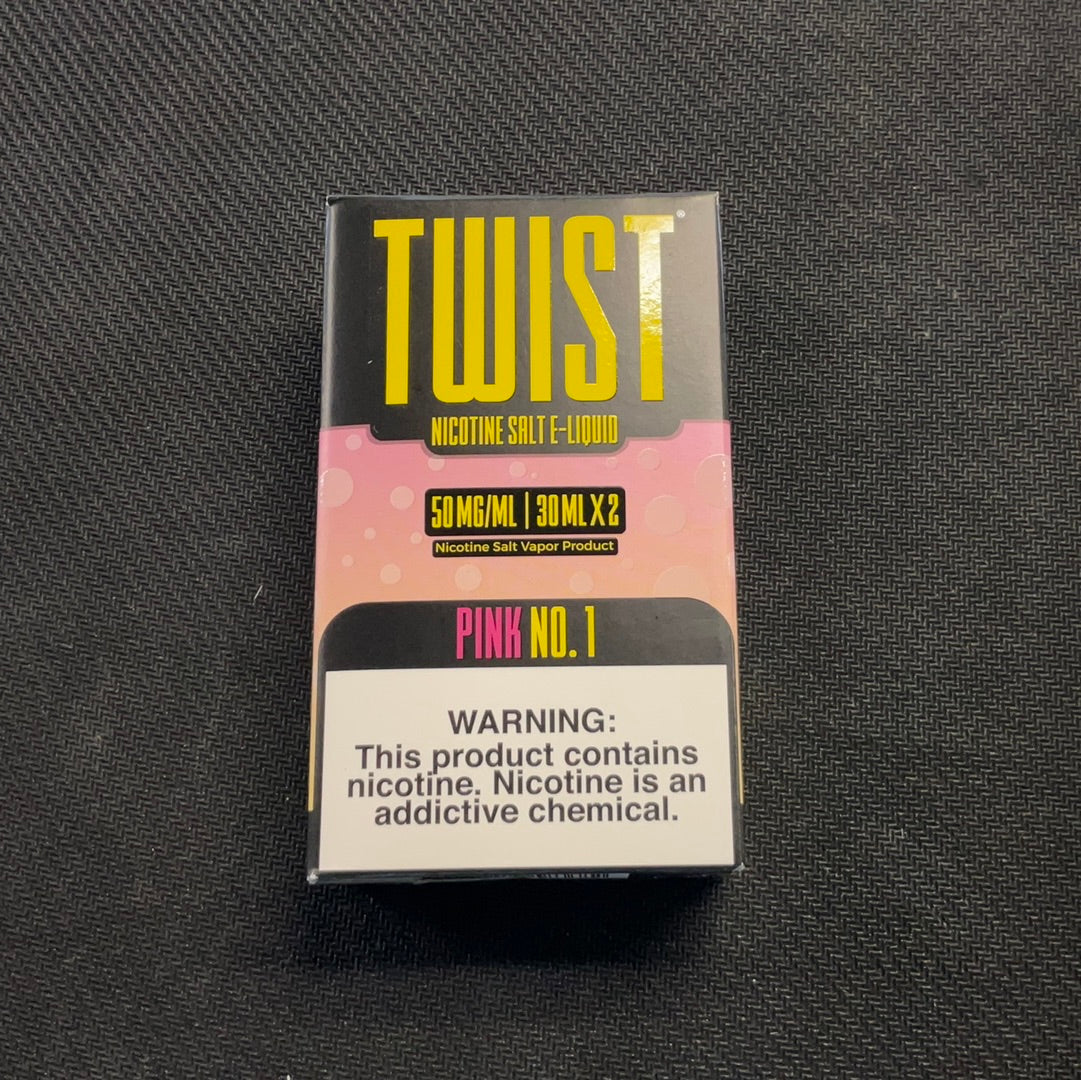 TWIST®
NICOTINE SALT E-LIQUID
50 MG/ML | 30 ML X 2
Nicotine Salt Vapor Product
PINK NO. 1
WARNING:
This product contains
nicotine. Nicotine is an
addictive chemical.